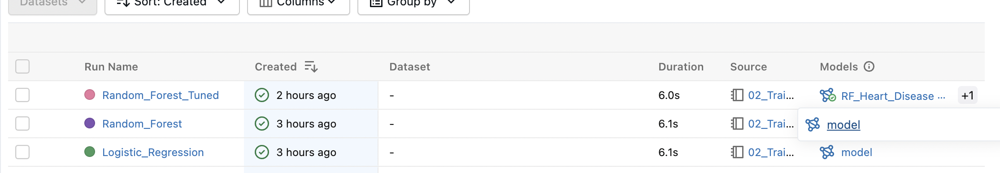 Datasets Sort: Created Columns Group by
Run Name Created Dataset Duration Source Models
Random_Forest_Tuned 2 hours ago - 6.0s 02_Trai... RF_Heart_Disease ... +1
Random_Forest 3 hours ago - 6.1s 02_Trai... model
Logistic_Regression 3 hours ago - 6.1s 02_Trai... model